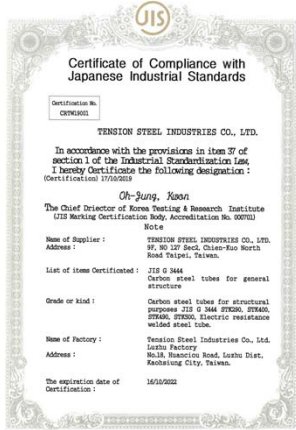 JIS
Certificate of Compliance with
Japanese Industrial Standards
Certification No.
CRTW19001
TENSION STEEL INDUSTRIES CO., LTD.
In accordance with the provisions in item 37 of
section 1 of the Industrial Standardization Law,
I hereby Certificate the following designation :
(Certification) 17/10/2019
Oh-Jung, Kwon
The Chief Driector of Korea Testing & Research Institute
(JIS Marking Certification Body, Accreditation No. 000701)
Note
Name of Supplier : TENSION STEEL INDUSTRIES CO., LTD.
Address : 9F, NO 127 Sec2, Chien-Kuo North
Road Taipei, Taiwan.
List of items Certificated : JIS G 3444
Carbon steel tubes for general
structure
Grade or kind : Carbon steel tubes for structural
purposes JIS G 3444 STK290, STK400,
STK490, STK500, Electric resistance
welded steel tube.
Name of Factory : Tension Steel Industries Co., Ltd.
Luzhu Factory
Address : No.18, Huanciou Road, Luzhu Dist.
Kaohsiung City, Taiwan.
The expiration date of 16/10/2022
Certification :